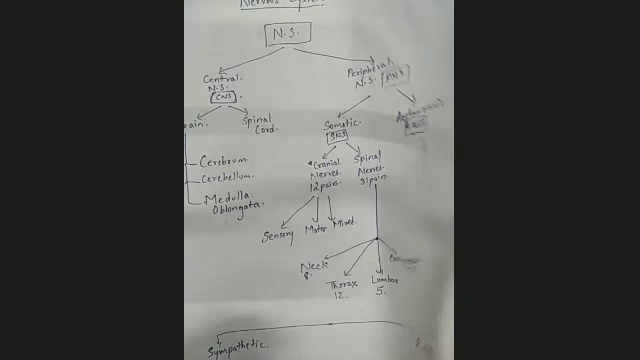 Nervous System
N.S.
Central
N.S.
CNS
Peripheral
N.S. PNS
Spinal
Cord.
Somatic.
SNS
Cerebrum.
Cerebellum.
Medulla
Oblongata.
Cranial
Nerves
12 pairs.
Spinal
Nerves
31 pairs.
Sensory
Motor
Mixed.
Neck
8
Thorax
12
Lumbar
5.
Sympathetic.